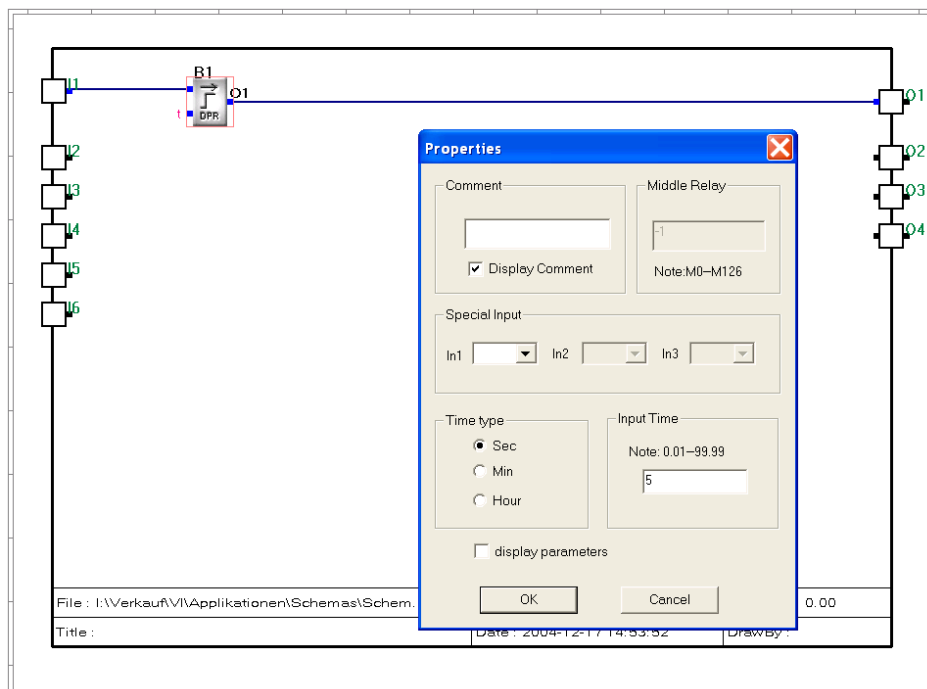 B1
I1
O1
O1
t
DPR
I2
O2
I3
O3
I4
O4
I5
I6
Properties
Comment
Middle Relay
-1
Display Comment
Note:M0—M126
Special Input
In1
In2
In3
Time type
Input Time
Sec
Note: 0.01—99.99
Min
5
Hour
display parameters
OK
Cancel
File : I:\Verkauf\VI\Applikationen\Schemas\Schem.
0.00
Title :
Date : 2004-12-17 14:53:52
DrawBy :